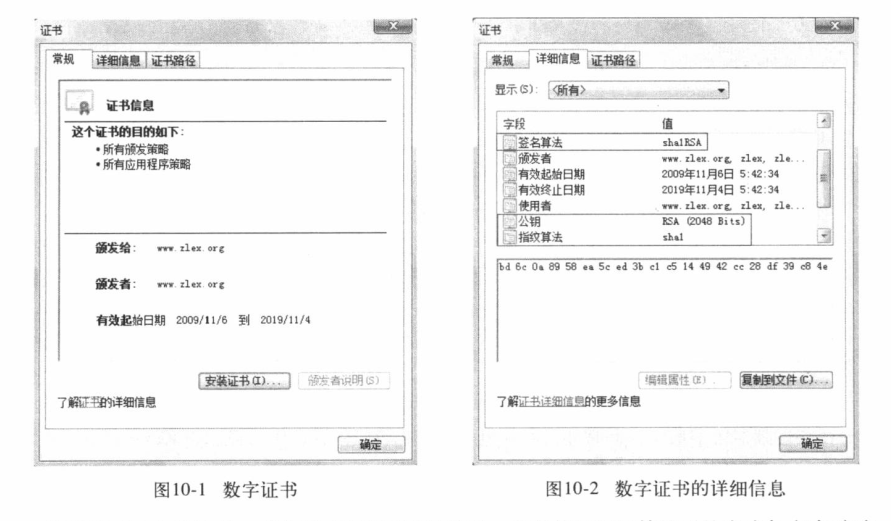 证书
常规 详细信息 证书路径
证书信息
这个证书的目的如下:
•所有颁发策略
•所有应用程序策略
颁发给: www.zlex.org
颁发者: www.zlex.org
有效起始日期 2009/11/6 到 2019/11/4
安装证书(I)... 颁发者说明(S)
了解证书的详细信息
确定
图10-1 数字证书
证书
常规 详细信息 证书路径
显示(S): <所有>
字段 值
签名算法 sha1RSA
颁发者 www.zlex.org, zlex, zle...
有效起始日期 2009年11月6日 5:42:34
有效终止日期 2019年11月4日 5:42:34
使用者 www.zlex.org, zlex, zle...
公钥 RSA (2048 Bits)
指纹算法 sha1
bd 6c 0a 89 58 ea 5c ed 3b c1 c5 14 49 42 cc 28 df 39 c8 4e
编辑属性(E)... 复制到文件(C)...
了解证书详细信息的更多信息
确定
图10-2 数字证书的详细信息